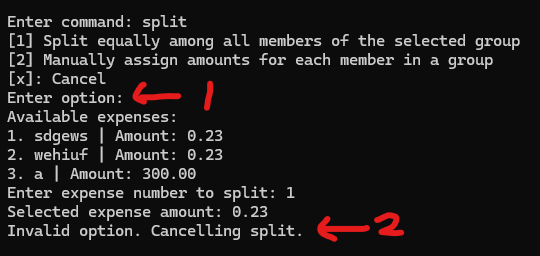 Enter command: split
[1] Split equally among all members of the selected group
[2] Manually assign amounts for each member in a group
[x]: Cancel
Enter option: 1
Available expenses:
1. sdgews | Amount: 0.23
2. wehiuf | Amount: 0.23
3. a | Amount: 300.00
Enter expense number to split: 1
Selected expense amount: 0.23
Invalid option. Cancelling split. 2